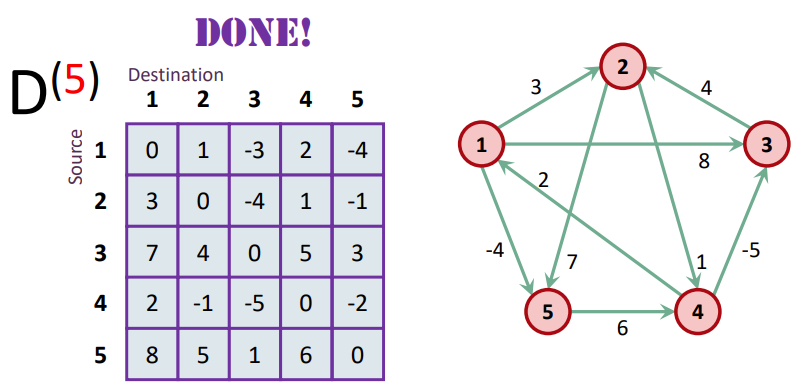 DONE!
D(5)
Destination
1 2 3 4 5
Source
1 0 1 -3 2 -4
2 3 0 -4 1 -1
3 7 4 0 5 3
4 2 -1 -5 0 -2
5 8 5 1 6 0
2
3
4
1
3
8
2
-4
7
1
-5
5
4
6